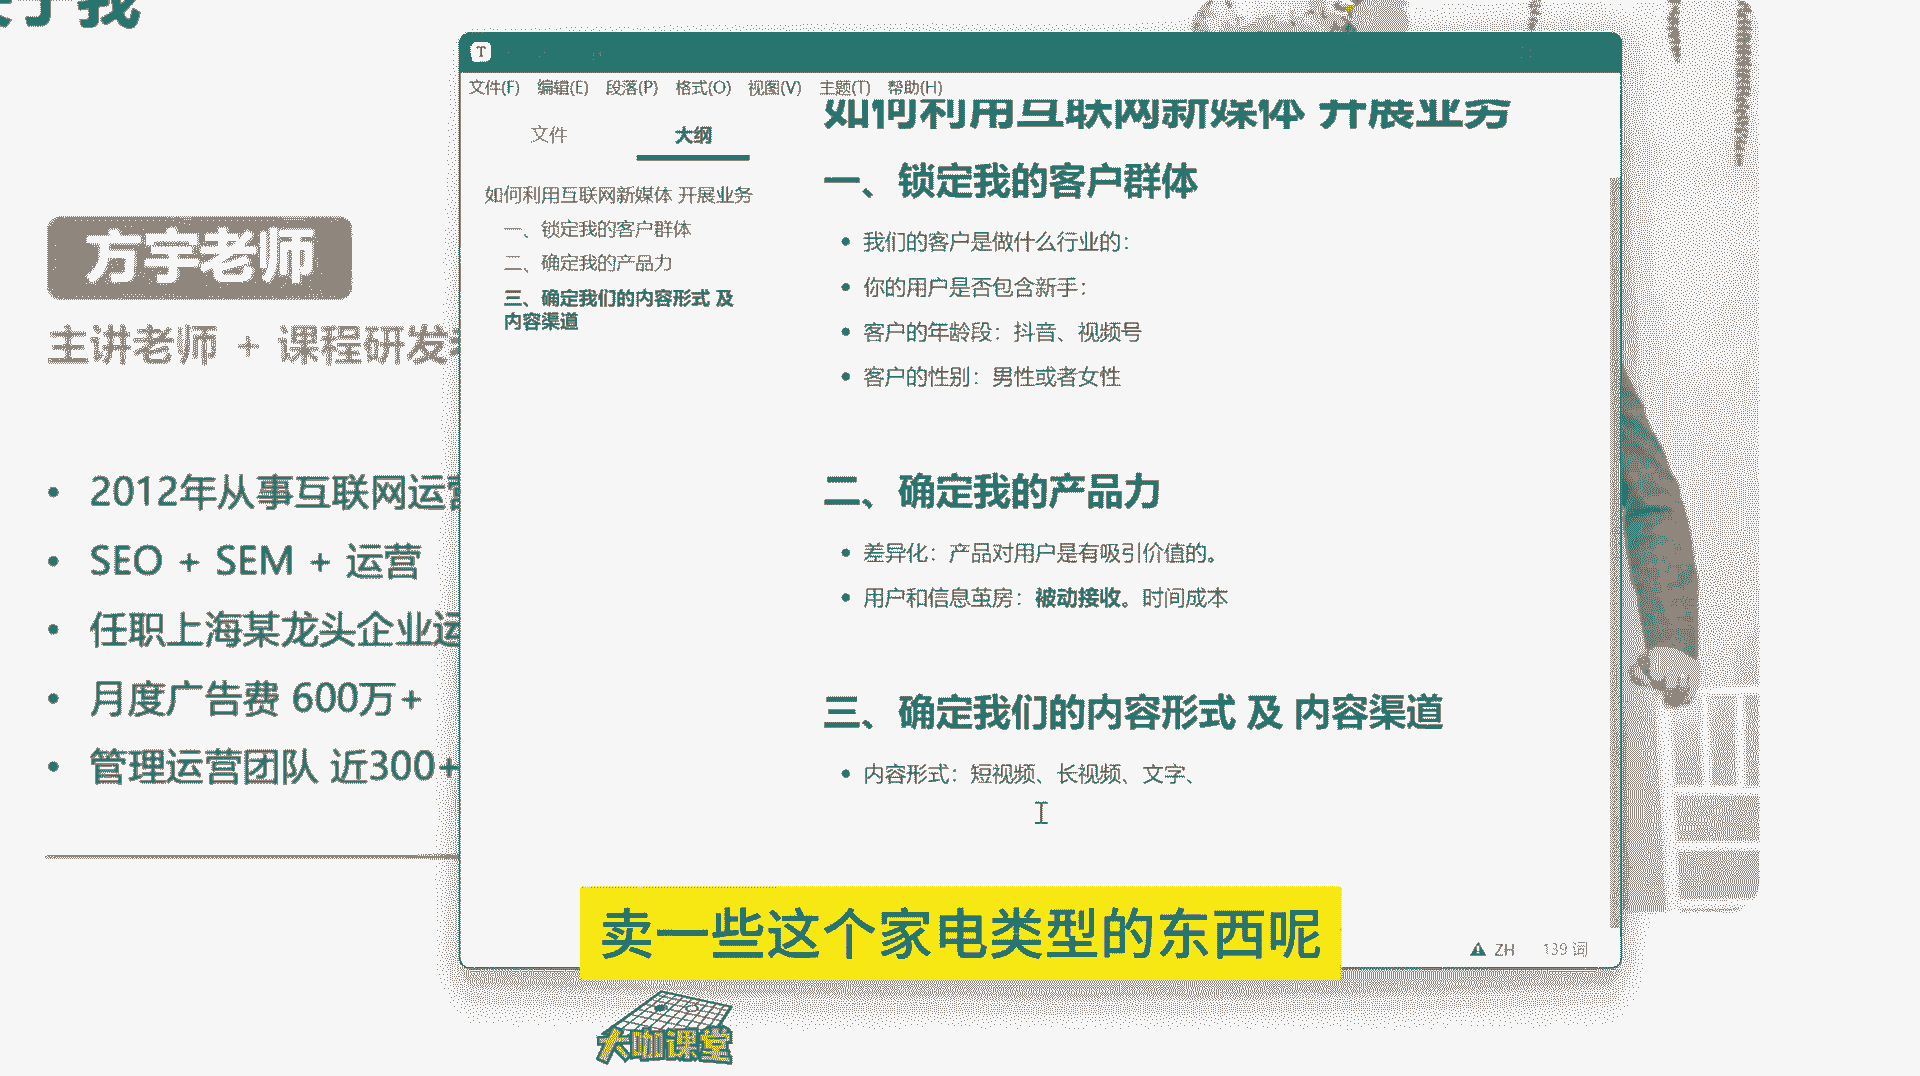 于我
方宇老师
主讲老师 + 课程研发
2012年从事互联网运营
SEO + SEM + 运营
任职上海某龙头企业运
月度广告费 600万+
管理运营团队 近300+
T
文件(F) 编辑(E) 段落(P) 格式(O) 视图(V) 主题(T) 帮助(H)
文件 大纲
如何利用互联网新媒体 开展业务
一、锁定我的客户群体
二、确定我的产品力
三、确定我们的内容形式 及
内容渠道
如何利用互联网新媒体 开展业务
一、锁定我的客户群体
我们的客户是做什么行业的：
你的用户是否包含新手：
客户的年龄段：抖音、视频号
客户的性别：男性或者女性
二、确定我的产品力
差异化：产品对用户是有吸引价值的。
用户和信息茧房：被动接收。时间成本
三、确定我们的内容形式 及 内容渠道
内容形式：短视频、长视频、文字、
ZH 139 词
卖一些这个家电类型的东西呢
大咖课堂